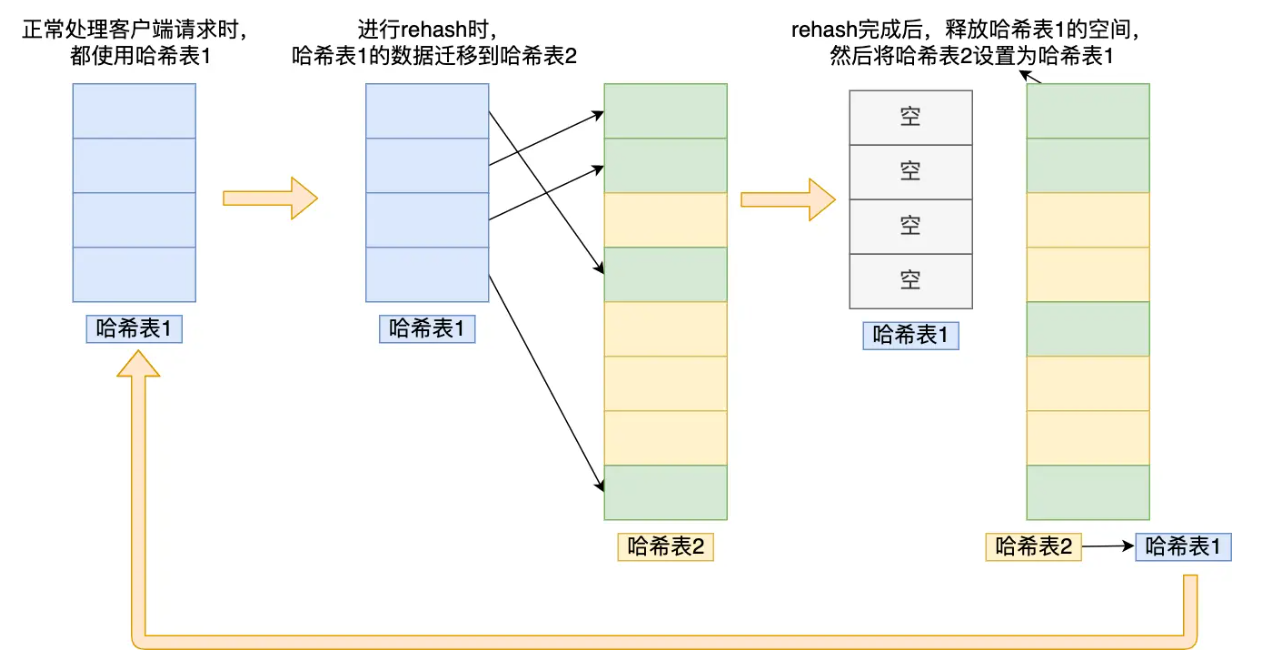 正常处理客户端请求时，
都使用哈希表1
进行rehash时，
哈希表1的数据迁移到哈希表2
rehash完成后，释放哈希表1的空间，
然后将哈希表2设置为哈希表1
空
空
空
空
哈希表1
哈希表1
哈希表1
哈希表2
哈希表2
哈希表1